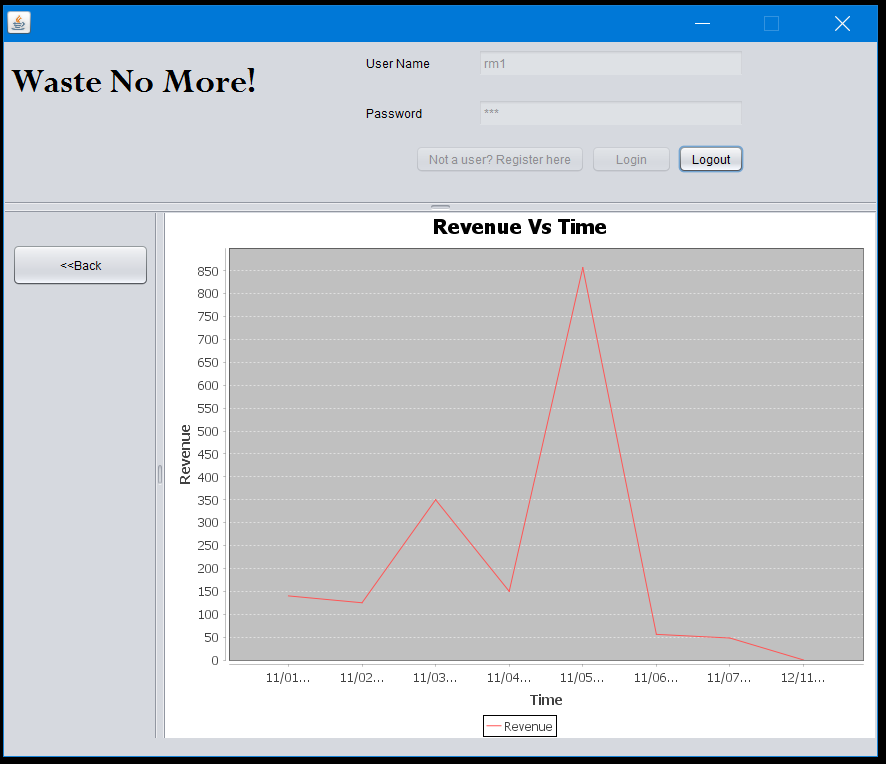 Waste No More!
User Name
rm1
Password
***
Not a user? Register here
Login
Logout
<<Back
Revenue Vs Time
Revenue
850
800
750
700
650
600
550
500
450
400
350
300
250
200
150
100
50
0
11/01... 11/02... 11/03... 11/04... 11/05... 11/06... 11/07... 12/11...
Time
Revenue